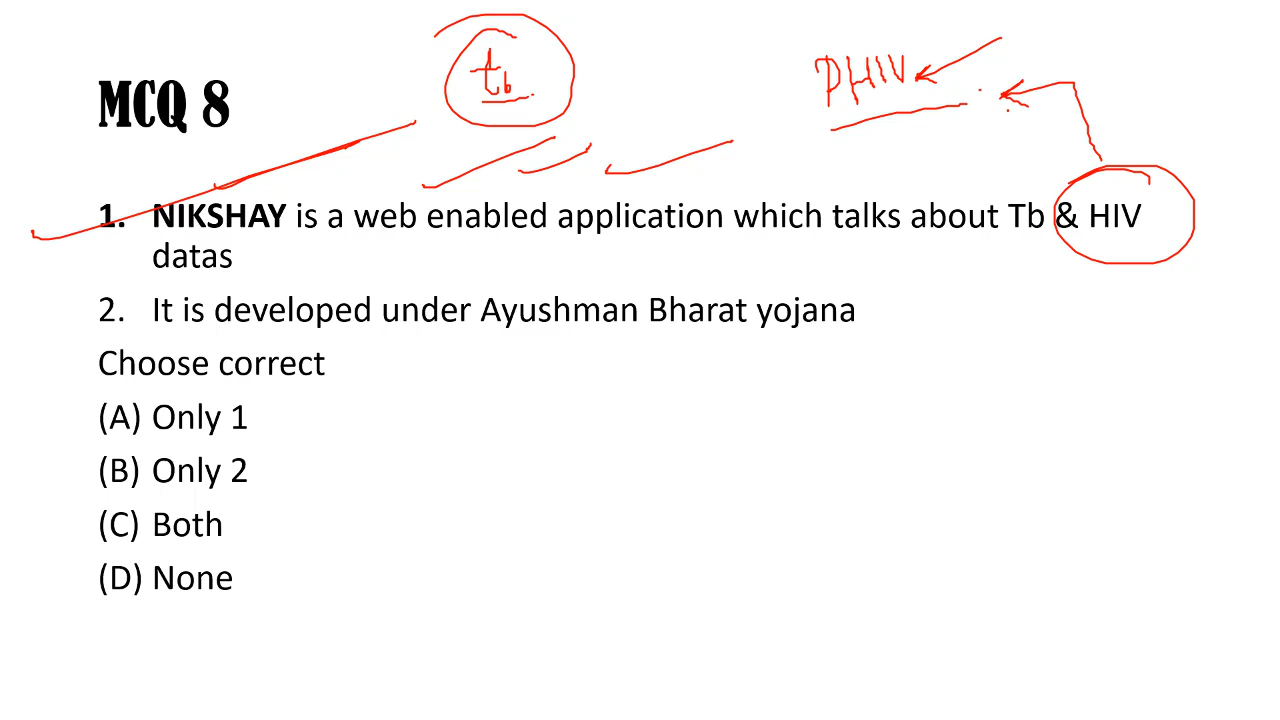 tb
PHIV
MCQ 8
1. NIKSHAY is a web enabled application which talks about Tb & HIV
datas
2. It is developed under Ayushman Bharat yojana
Choose correct
(A) Only 1
(B) Only 2
(C) Both
(D) None